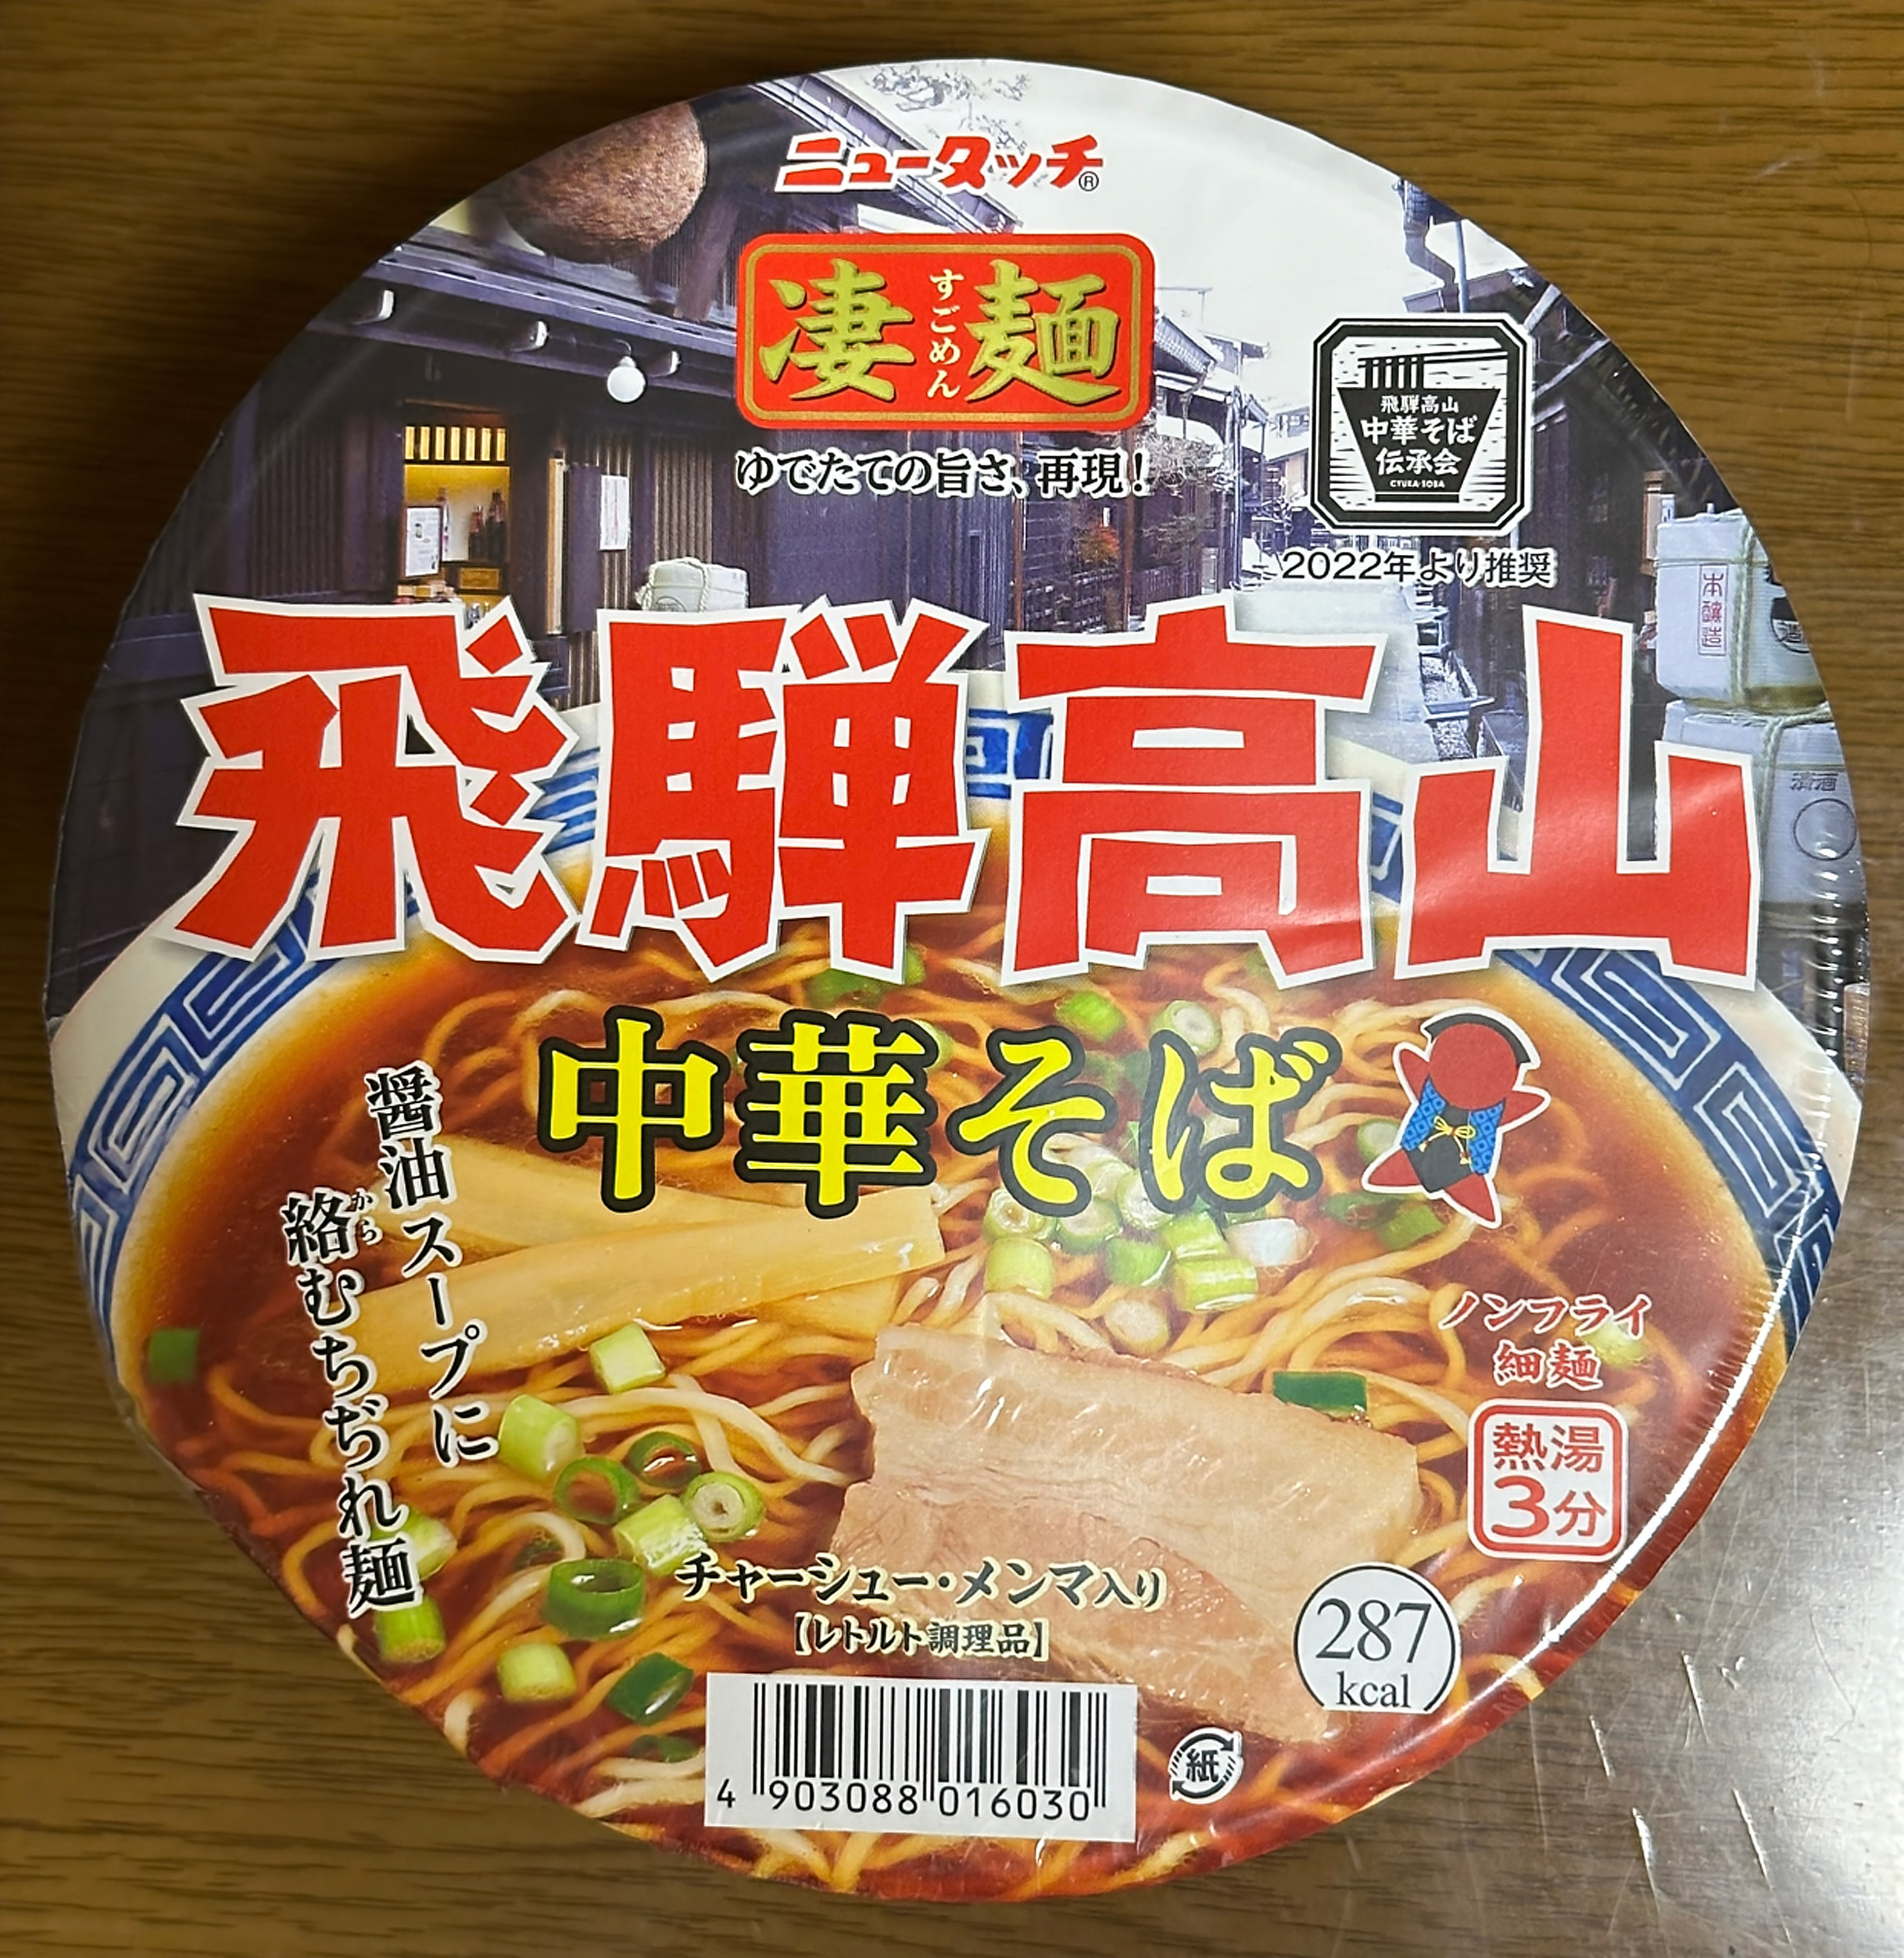 ニュータッチ®
凄麺
すごめん
ゆでたての旨さ、再現!
飛騨高山
中華そば
伝承会
CYUKA-SOBA
2022年より推奨
本醸造
清酒
飛騨高山
中華そば
醤油スープに
絡むちぢれ麺
から
ノンフライ
細麺
熱湯
3分
チャーシュー・メンマ入り
【レトルト調理品】
287
kcal
4 903088 016030
紙